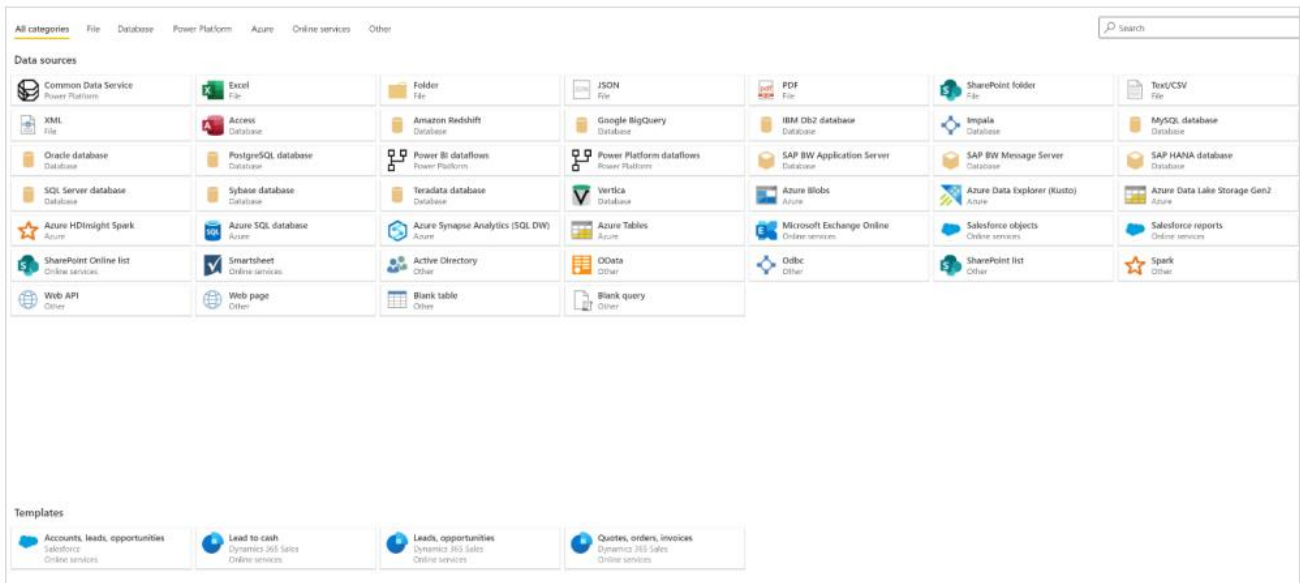 All categories File Database Power Platform Azure Online services Other Search
Data sources
Common Data Service Excel Folder JSON PDF SharePoint folder Text/CSV
Power Platform File File File File File File
XML Access Amazon Redshift Google BigQuery IBM Db2 database Impala MySQL database
File Database Database Database Database Database Database
Oracle database PostgreSQL database Power BI dataflows Power Platform dataflows SAP BW Application Server SAP BW Message Server SAP HANA database
Database Database Power Platform Power Platform Database Database Database
SQL Server database Sybase database Teradata database Vertica Azure Blobs Azure Data Explorer (Kusto) Azure Data Lake Storage Gen2
Database Database Database Database Azure Azure Azure
Azure HDInsight Spark Azure SQL database Azure Synapse Analytics (SQL DW) Azure Tables Microsoft Exchange Online Salesforce objects Salesforce reports
Azure Azure Azure Azure Online services Online services Online services
SharePoint Online list Smartsheet Active Directory OData Odbc SharePoint list Spark
Online services Online services Other Other Other Other Other
Web API Web page Blank table Blank query
Other Other Other Other
Templates
Accounts, leads, opportunities Lead to cash Leads, opportunities Quotes, orders, invoices
Salesforce Dynamics 365 Sales Dynamics 365 Sales Dynamics 365 Sales
Online services Online services Online services Online services